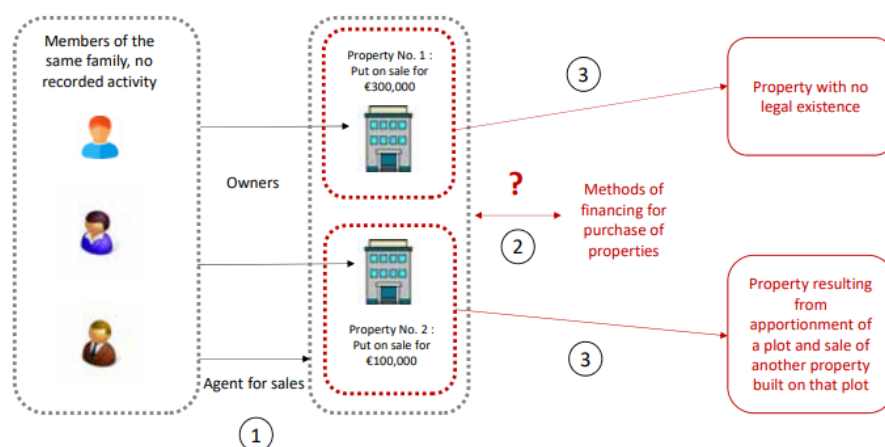 Members of the
same family, no
recorded activity
Owners
Agent for sales
1
Property No. 1 :
Put on sale for
€300,000
Property No. 2 :
Put on sale for
€100,000
3
?
2
Methods of
financing for
purchase of
properties
3
Property with no
legal existence
Property resulting
from
apportionment of
a plot and sale of
another property
built on that plot